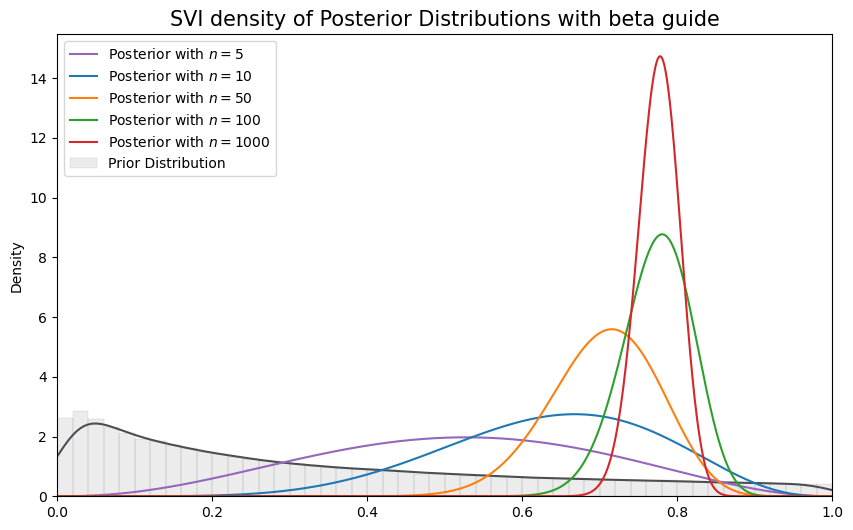 SVI density of Posterior Distributions with beta guide
Posterior with n = 5
Posterior with n = 10
Posterior with n = 50
Posterior with n = 100
Posterior with n = 1000
Prior Distribution
Density
14
12
10
8
6
4
2
0
0.0 0.2 0.4 0.6 0.8 1.0